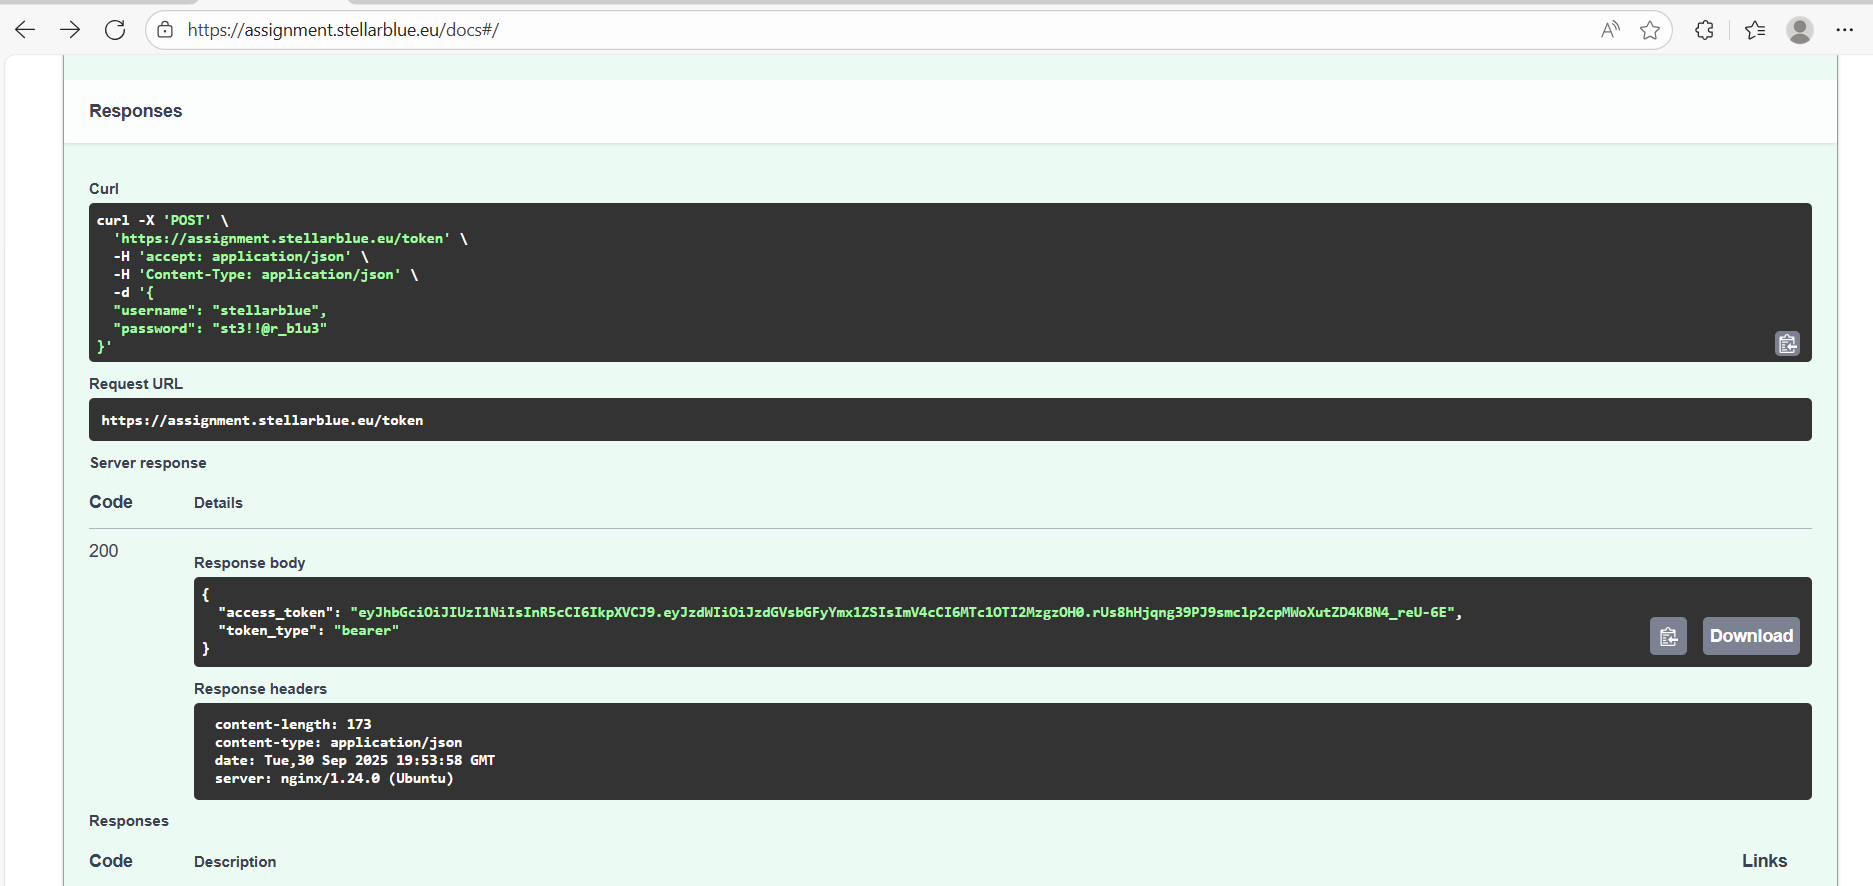 https://assignment.stellarblue.eu/docs#/
Responses
Curl
curl -X 'POST' \
'https://assignment.stellarblue.eu/token' \
-H 'accept: application/json' \
-H 'Content-Type: application/json' \
-d '{
"username": "stellarblue",
"password": "st3!!@r_b1u3"
}'
Request URL
https://assignment.stellarblue.eu/token
Server response
Code Details
200
Response body
{
"access_token": "eyJhbGciOiJIUzI1NiIsInR5cCI6IkpXVCJ9.eyJzdWIiOiJzdGVsbGFyYmx1ZSIsImV4cCI6MTc1OTI2MzgzOH0.rUs8hHjqng39PJ9smclp2cpMWoXutZD4KBN4_reU-6E",
"token_type": "bearer"
}
Download
Response headers
content-length: 173
content-type: application/json
date: Tue,30 Sep 2025 19:53:58 GMT
server: nginx/1.24.0 (Ubuntu)
Responses
Code Description Links